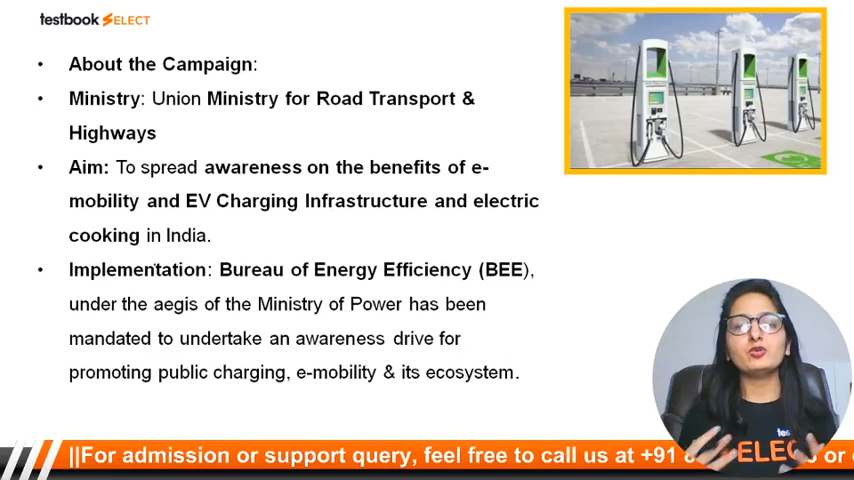 testbook SELECT
• About the Campaign:
• Ministry: Union Ministry for Road Transport &
Highways
• Aim: To spread awareness on the benefits of e-
mobility and EV Charging Infrastructure and electric
cooking in India.
• Implementation: Bureau of Energy Efficiency (BEE),
under the aegis of the Ministry of Power has been
mandated to undertake an awareness drive for
promoting public charging, e-mobility & its ecosystem.
SELEC
||For admission or support query, feel free to call us at +91 8 or